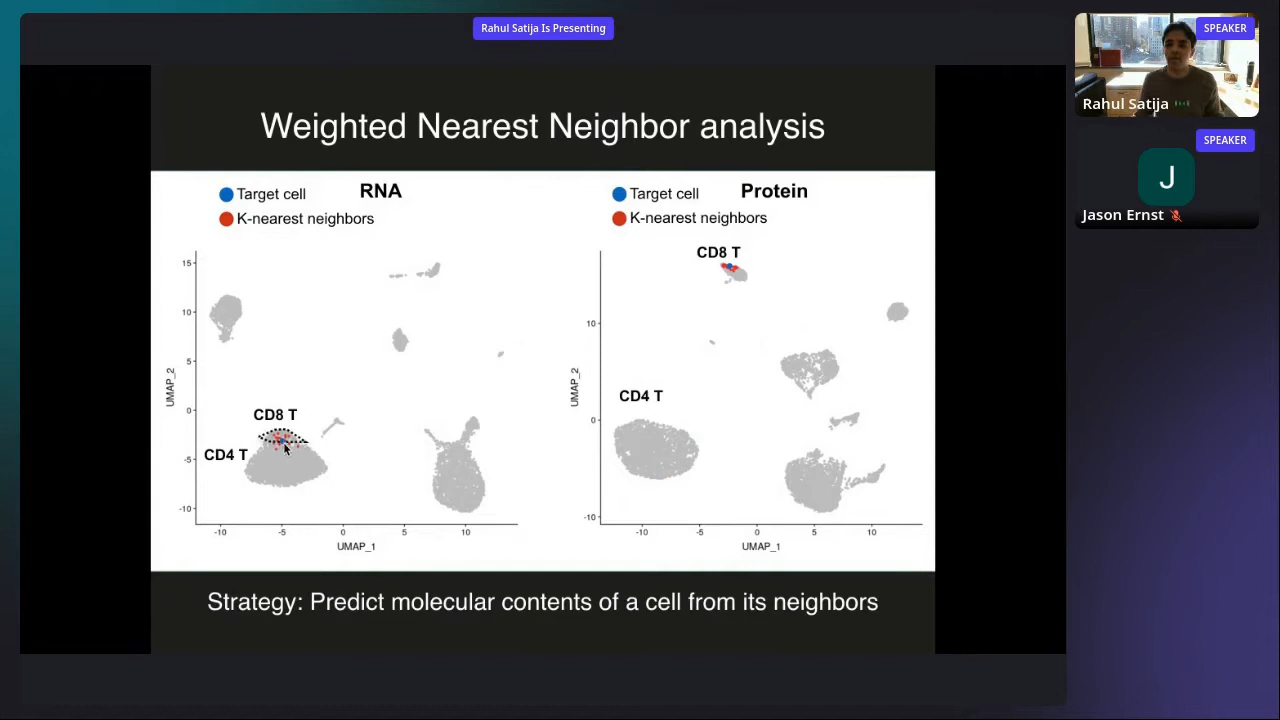 Rahul Satija Is Presenting
SPEAKER
Rahul Satija
SPEAKER
J
Jason Ernst
Weighted Nearest Neighbor analysis
Target cell
RNA
K-nearest neighbors
15
10
5
0
-5
-10
UMAP_2
CD8 T
CD4 T
-10
-5
0
5
10
UMAP_1
Target cell
Protein
K-nearest neighbors
CD8 T
10
0
-10
UMAP_2
CD4 T
-10
-5
0
5
10
UMAP_1
Strategy: Predict molecular contents of a cell from its neighbors